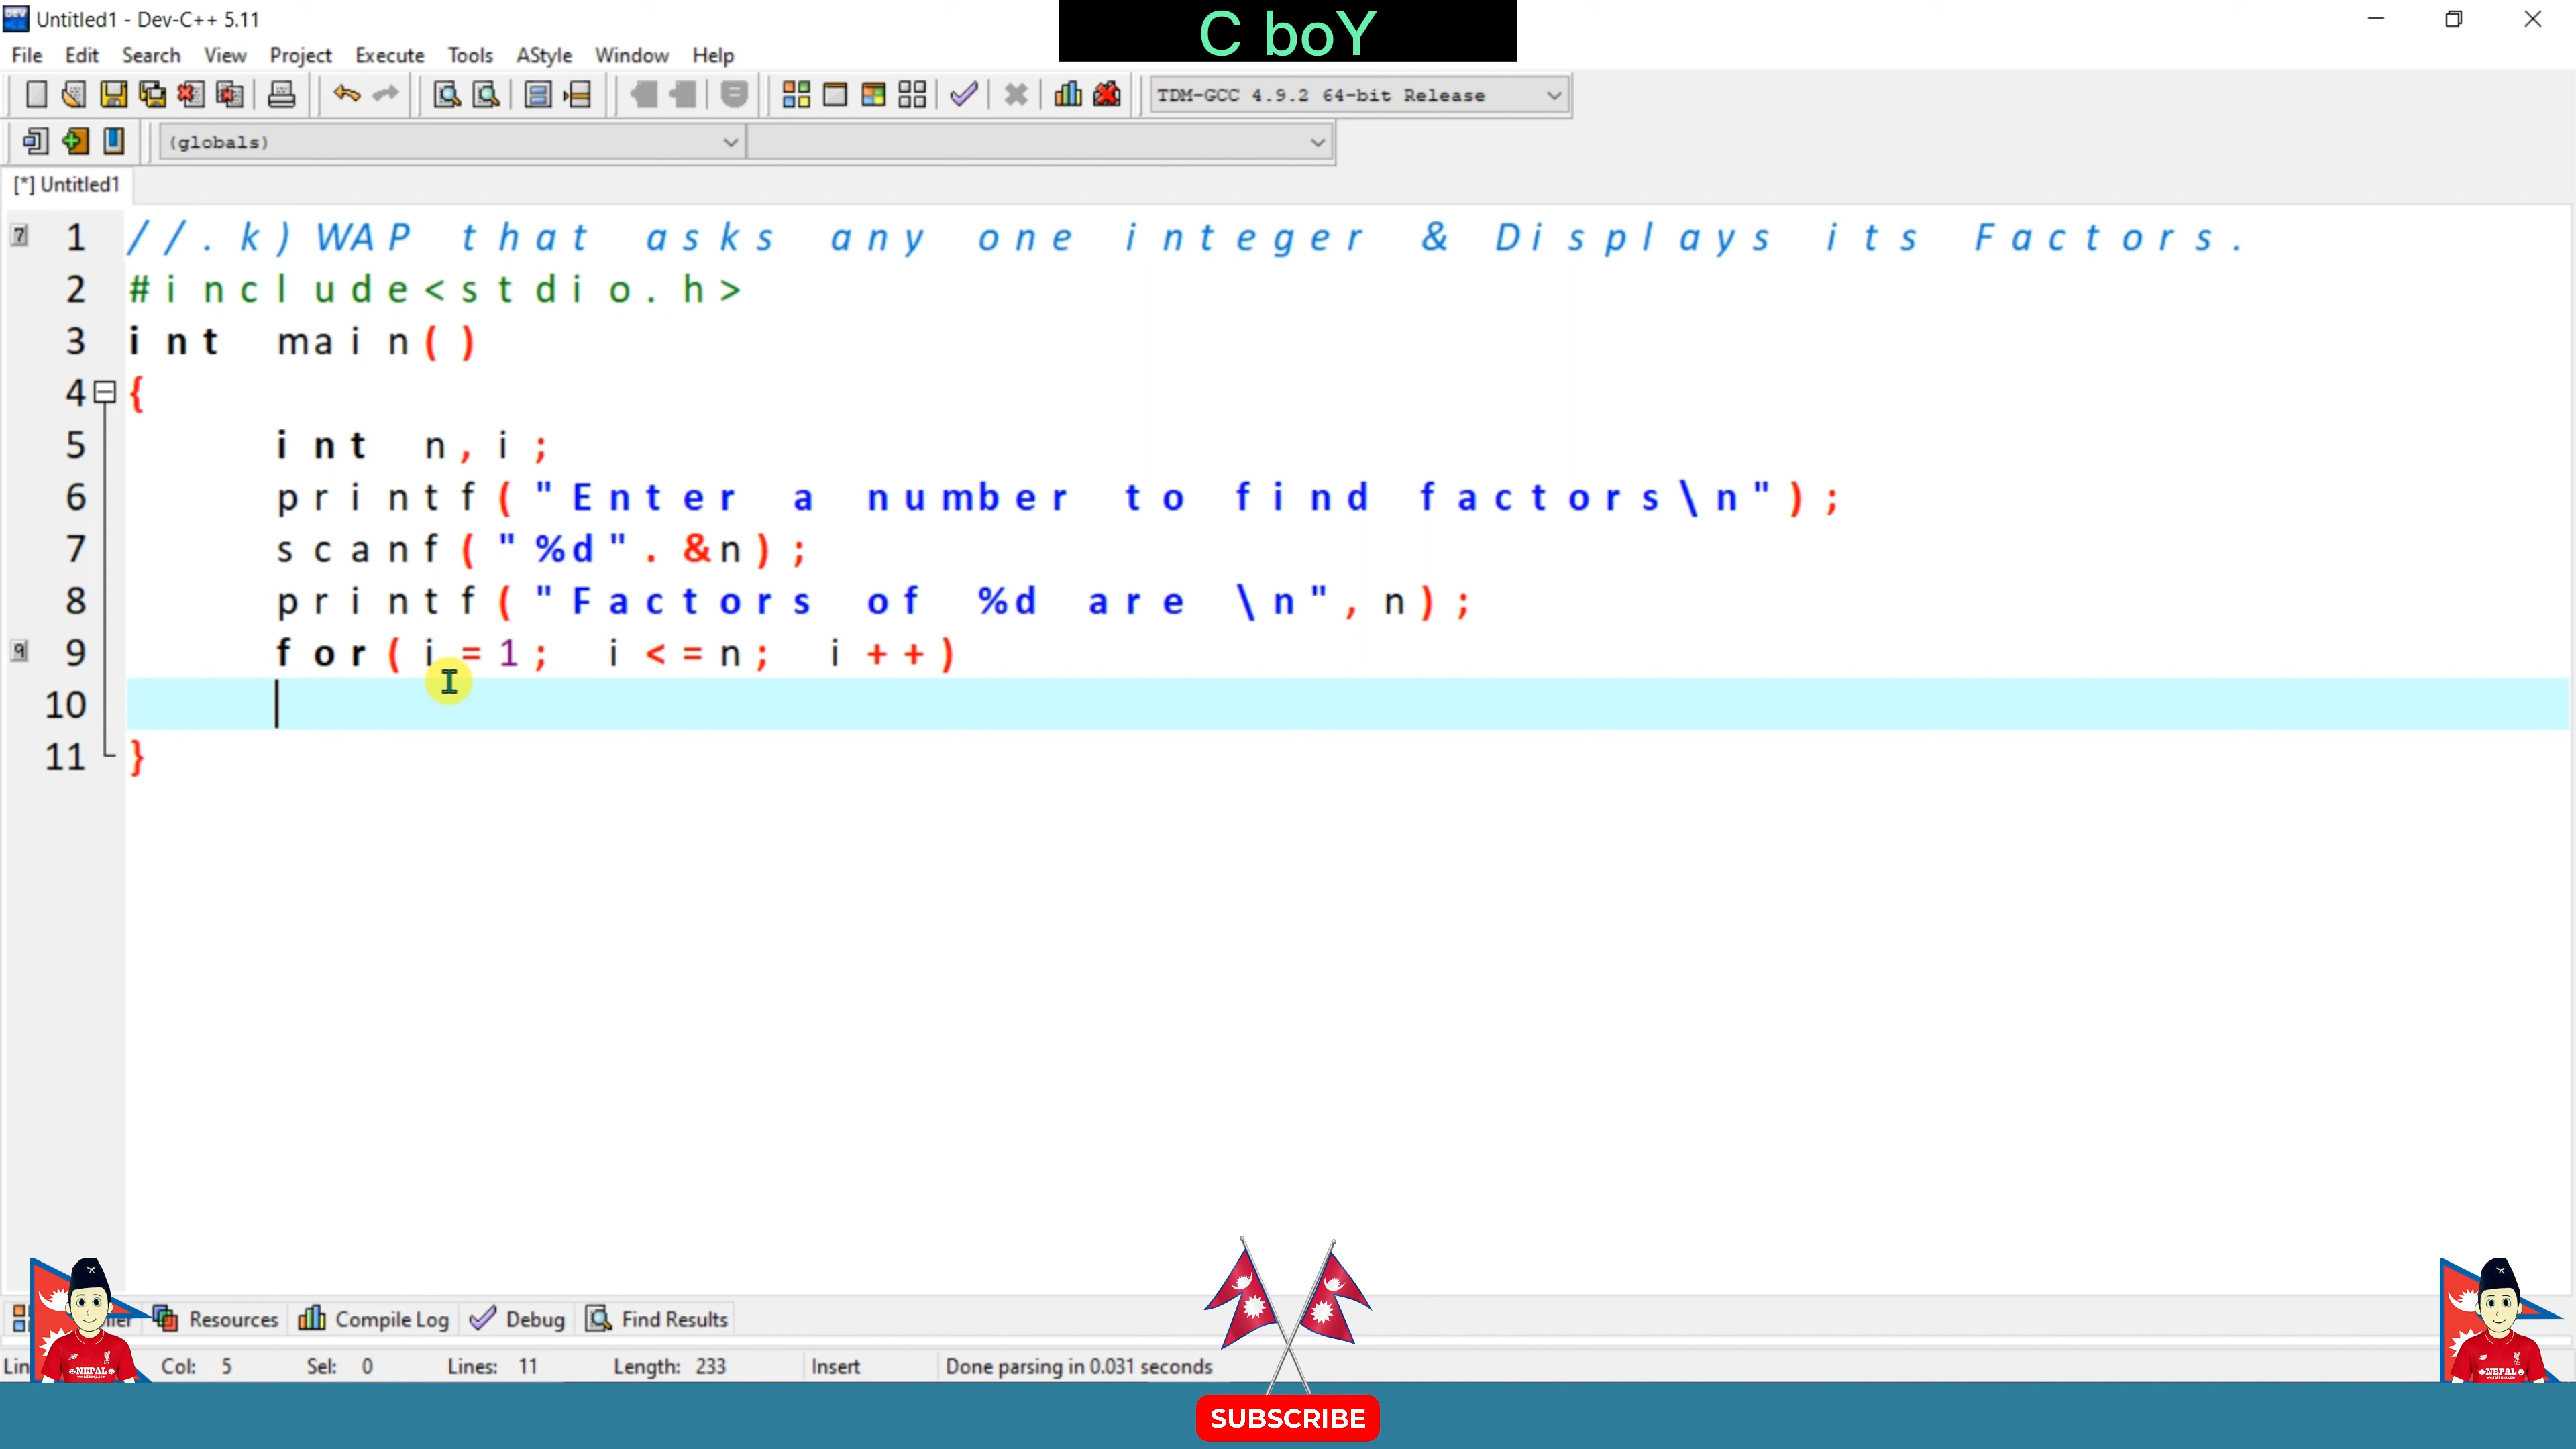 Untitled1 - Dev-C++ 5.11
C boY
File Edit Search View Project Execute Tools AStyle Window Help
TDM-GCC 4.9.2 64-bit Release
(globals)
[*] Untitled1
1 //.k) WAP that asks any one integer & Displays its Factors.
2 #include<stdio.h>
3 int main()
4 {
5 int n,i;
6 printf("Enter a number to find factors\n");
7 scanf("%d". &n);
8 printf("Factors of %d are \n",n);
9 for(i=1; i<=n; i++)
10
11 }
Resources Compile Log Debug Find Results
Col: 5 Sel: 0 Lines: 11 Length: 233 Insert Done parsing in 0.031 seconds
NEPAL
NEPAL
SUBSCRIBE